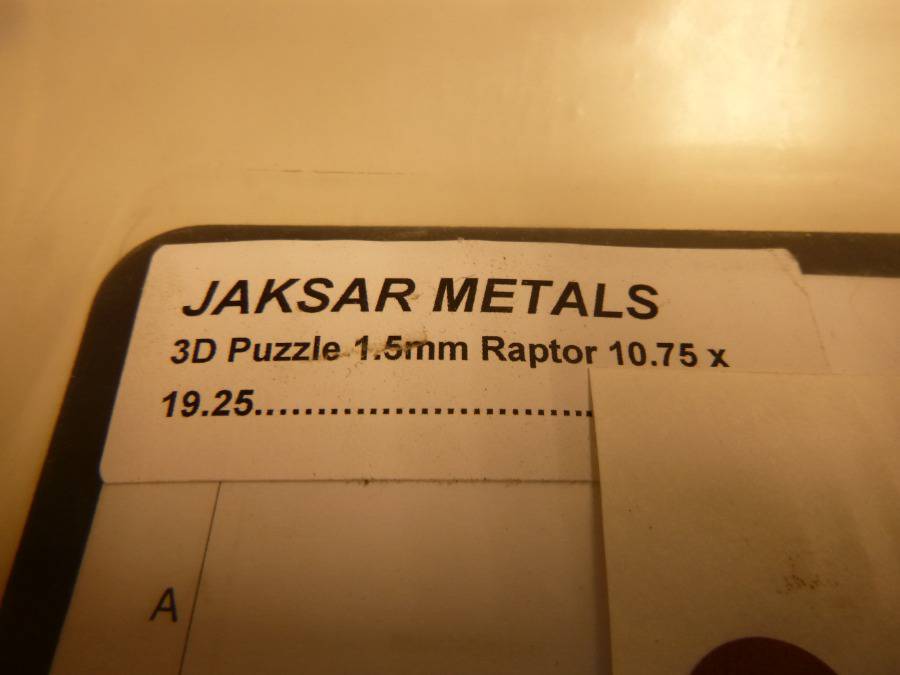 JAKSAR METALS
3D Puzzle 1.5mm Raptor 10.75 x
19.25...........................
A